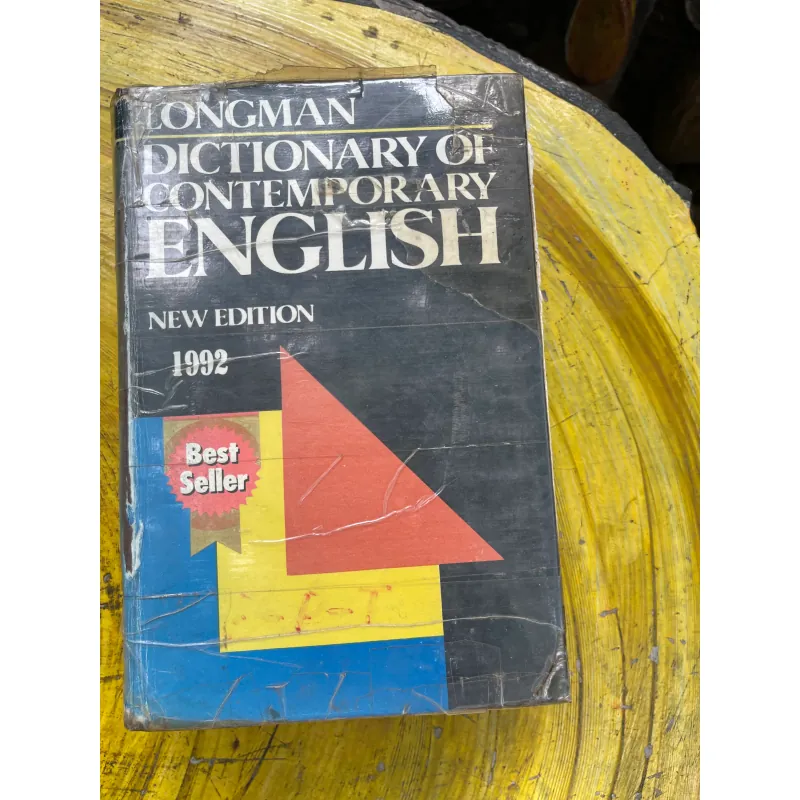 LONGMAN
DICTIONARY OF
CONTEMPORARY
ENGLISH
NEW EDITION
1992
Best
Seller